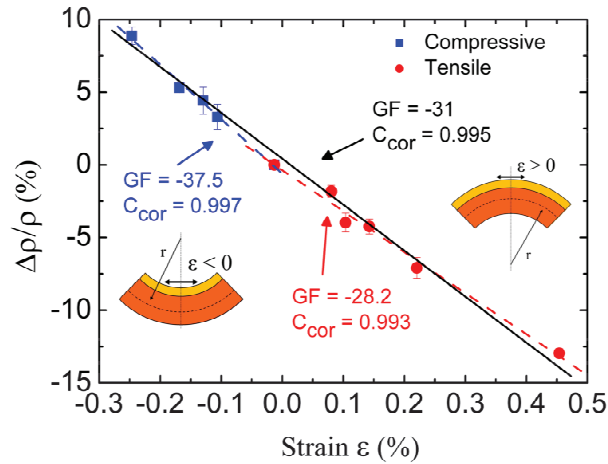 10
5
0
-5
-10
-15
-0.3
-0.2
-0.1
0.0
0.1
0.2
0.3
0.4
0.5
Δρ/ρ (%)
Strain ε (%)
Compressive
Tensile
GF = -31
C_cor = 0.995
GF = -37.5
C_cor = 0.997
GF = -28.2
C_cor = 0.993
ε > 0
r
r
ε < 0